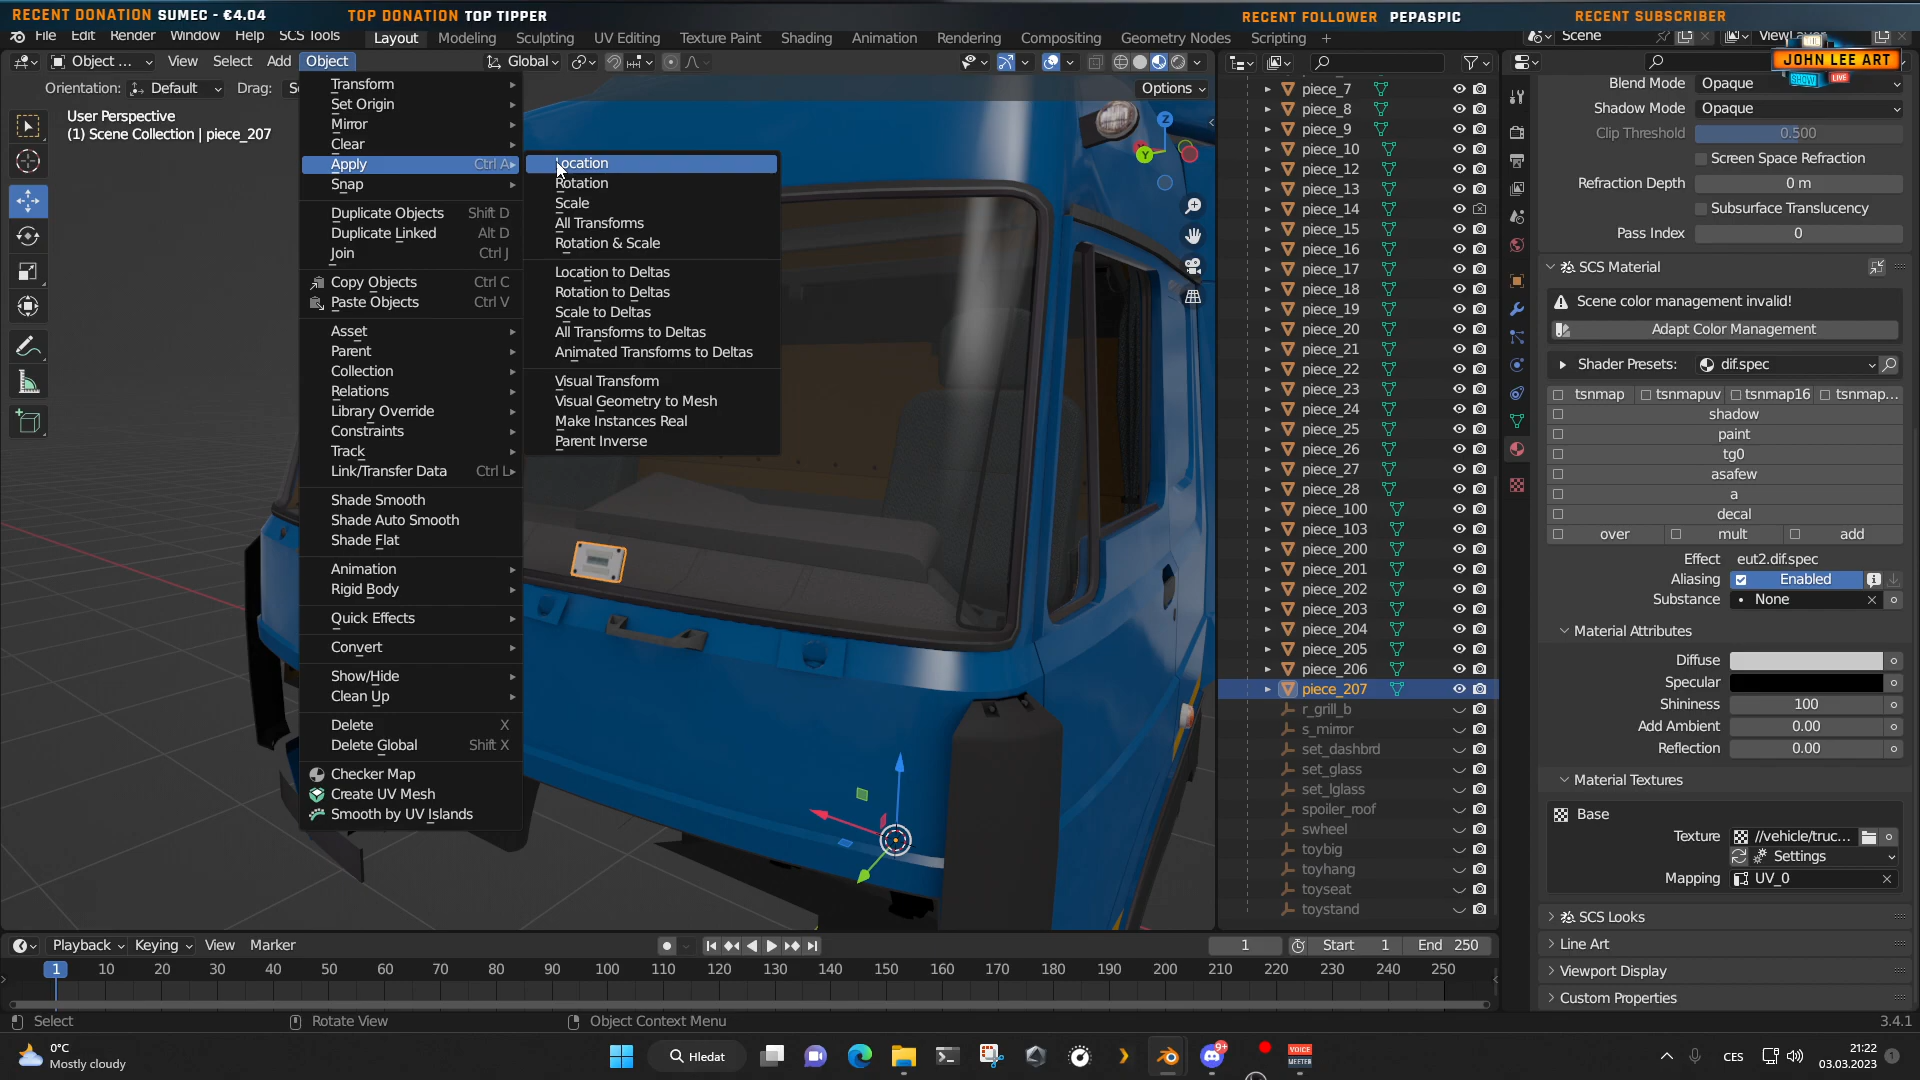 RECENT DONATION SUMEC - €4.04
TOP DONATION TOP TIPPER
RECENT FOLLOWER PEPASPIC
RECENT SUBSCRIBER
File Edit Render Window Help SCS Tools
Layout Modeling Sculpting UV Editing Texture Paint Shading Animation Rendering Compositing Geometry Nodes Scripting +
Scene
ViewLayer
JOHN LEE ART
SHOW LIVE
Object ... View Select Add Object
Global
Orientation: Default Drag:
Options
User Perspective
(1) Scene Collection | piece_207
Transform
Set Origin
Mirror
Clear
Apply Ctrl A
Snap
Duplicate Objects Shift D
Duplicate Linked Alt D
Join Ctrl J
Copy Objects Ctrl C
Paste Objects Ctrl V
Asset
Parent
Collection
Relations
Library Override
Constraints
Track
Link/Transfer Data Ctrl L
Shade Smooth
Shade Auto Smooth
Shade Flat
Animation
Rigid Body
Quick Effects
Convert
Show/Hide
Clean Up
Delete X
Delete Global Shift X
Checker Map
Create UV Mesh
Smooth by UV Islands
Location
Rotation
Scale
All Transforms
Rotation & Scale
Location to Deltas
Rotation to Deltas
Scale to Deltas
All Transforms to Deltas
Animated Transforms to Deltas
Visual Transform
Visual Geometry to Mesh
Make Instances Real
Parent Inverse
Z
Y
piece_7
piece_8
piece_9
piece_10
piece_12
piece_13
piece_14
piece_15
piece_16
piece_17
piece_18
piece_19
piece_20
piece_21
piece_22
piece_23
piece_24
piece_25
piece_26
piece_27
piece_28
piece_100
piece_103
piece_200
piece_201
piece_202
piece_203
piece_204
piece_205
piece_206
piece_207
r_grill_b
s_mirror
set_dashbrd
set_glass
set_lglass
spoiler_roof
swheel
toybig
toyhang
toyseat
toystand
Blend Mode Opaque
Shadow Mode Opaque
Clip Threshold 0.500
Screen Space Refraction
Refraction Depth 0 m
Subsurface Translucency
Pass Index 0
SCS Material
Scene color management invalid!
Adapt Color Management
Shader Presets: dif.spec
tsnmap tsnmapuv tsnmap16 tsnmap...
shadow
paint
tg0
asafew
a
decal
over mult add
Effect eut2.dif.spec
Aliasing Enabled
Substance None
Material Attributes
Diffuse
Specular
Shininess 100
Add Ambient 0.00
Reflection 0.00
Material Textures
Base
Texture //vehicle/truc...
Settings
Mapping UV_0
SCS Looks
Line Art
Viewport Display
Custom Properties
Playback Keying View Marker
1 Start 1 End 250
1 10 20 30 40 50 60 70 80 90 100 110 120 130 140 150 160 170 180 190 200 210 220 230 240 250
Select Rotate View Object Context Menu 3.4.1
0°C
Mostly cloudy
Hledat
9+
VOICE
MEETER
CES
21:22
03.03.2023